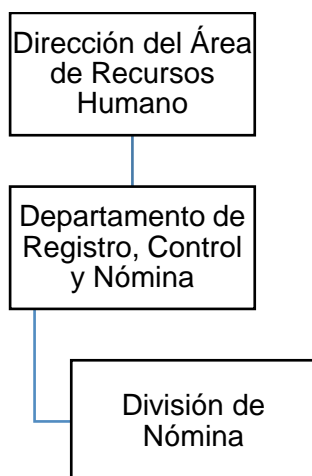 Dirección del Área
de Recursos
Humano
Departamento de
Registro, Control
y Nómina
División de
Nómina